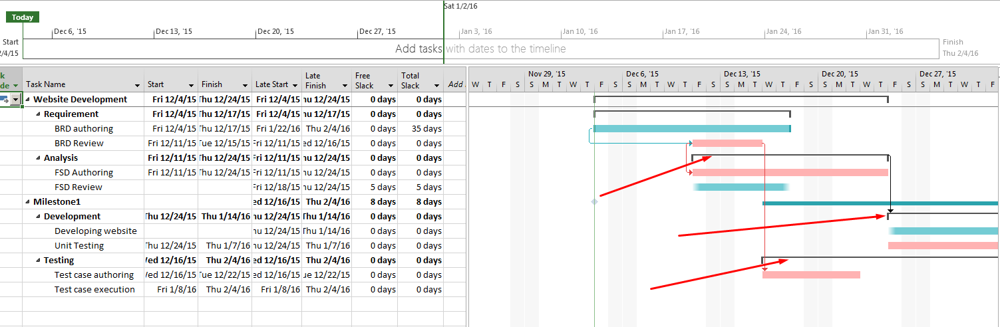 Sat 1/2/16
Today
Dec 6, '15 Dec 13, '15 Dec 20, '15 Dec 27, '15 Jan 3, '16 Jan 10, '16 Jan 17, '16 Jan 24, '16 Jan 31, '16
Start
2/4/15
Add tasks with dates to the timeline
Finish
Thu 2/4/16
k
de
Task Name Start Finish Late Start Late Finish Free Slack Total Slack Add
Nov 29, '15 Dec 6, '15 Dec 13, '15 Dec 20, '15 Dec 27, '15
W T F S S M T W T F S S M T W T F S S M T W T F S S M T W T F S S M T W T F
Website Development Fri 12/4/15 Thu 12/24/15 Fri 12/4/15 hu 12/24/15 0 days 0 days
Requirement Fri 12/4/15 Thu 12/17/15 Fri 12/4/15 hu 12/17/15 0 days 0 days
BRD authoring Fri 12/4/15 Thu 12/17/15 Fri 1/22/16 Thu 2/4/16 0 days 35 days
BRD Review Fri 12/11/15 Tue 12/15/15 Fri 12/11/15 ed 12/16/15 0 days 0 days
Analysis Fri 12/11/15 Thu 12/24/15 Fri 12/11/15 hu 12/24/15 0 days 0 days
FSD Authoring Fri 12/11/15 Thu 12/24/15 Fri 12/11/15 hu 12/24/15 0 days 0 days
FSD Review Fri 12/18/15 hu 12/24/15 5 days 5 days
Milestone1 ed 12/16/15 Thu 2/4/16 8 days 8 days
Development Thu 12/24/15 Thu 1/14/16 hu 12/24/15 Thu 1/14/16 0 days 0 days
Developing website hu 12/24/15 Thu 1/14/16 0 days 0 days
Unit Testing Thu 12/24/15 Thu 1/7/16 hu 12/24/15 Thu 1/7/16 0 days 0 days
Testing Wed 12/16/15 Thu 2/4/16 ed 12/16/15 Thu 2/4/16 0 days 0 days
Test case authoring Wed 12/16/15 Tue 12/22/15 ed 12/16/15 ue 12/22/15 0 days 0 days
Test case execution Fri 1/8/16 Thu 2/4/16 Fri 1/8/16 Thu 2/4/16 0 days 0 days